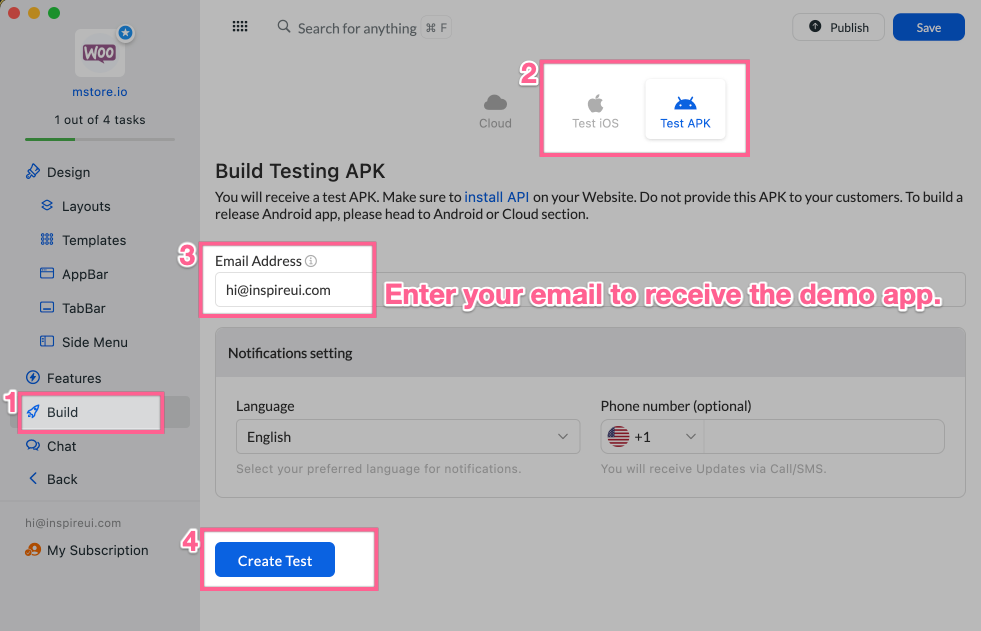 Search for anything ⌘ F
Publish
Save
WOO
mstore.io
1 out of 4 tasks
Design
Layouts
Templates
AppBar
TabBar
Side Menu
Features
1
Build
Chat
Back
hi@inspireui.com
My Subscription
2
Cloud
Test iOS
Test APK
Build Testing APK
You will receive a test APK. Make sure to install API on your Website. Do not provide this APK to your customers. To build a
release Android app, please head to Android or Cloud section.
3
Email Address
hi@inspireui.com
Enter your email to receive the demo app.
Notifications setting
Language
English
Select your preferred language for notifications.
Phone number (optional)
+1
You will receive Updates via Call/SMS.
4
Create Test